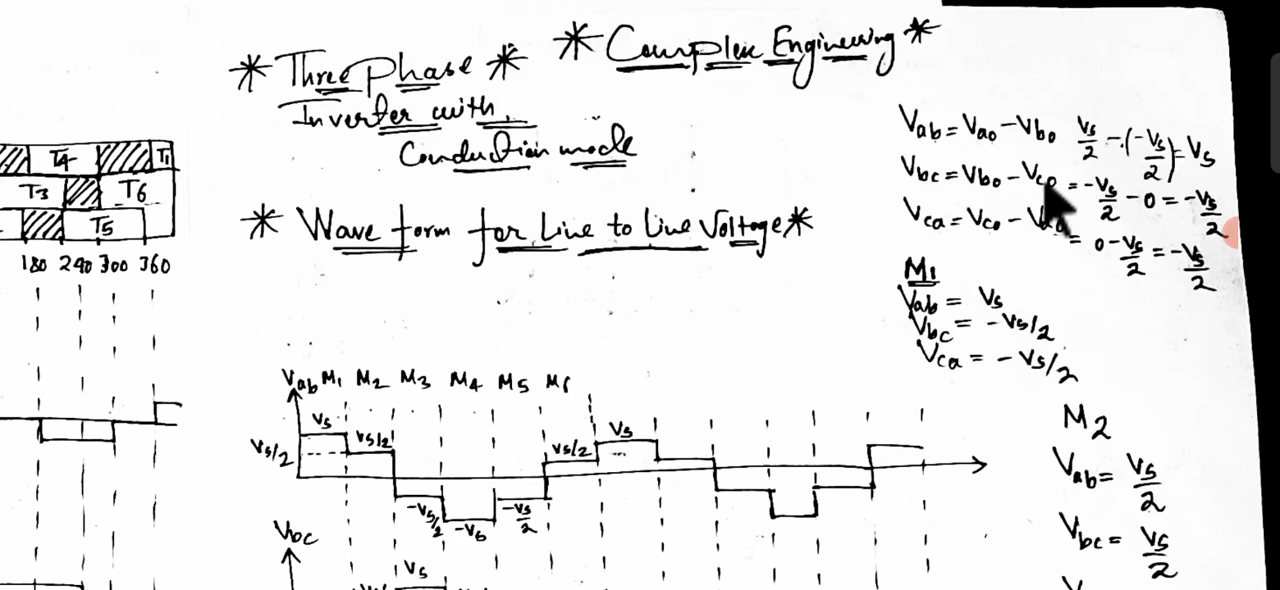 * Three Phase *
Inverter with
Conduction mode
* Complex Engineering *
* Wave form for Line to Line Voltage *
T4 T1
T3 T6
T5
180 240 300 360
Vab = Vao - Vbo Vs/2 - (-Vs/2) = Vs
Vbc = Vbo - Vco = -Vs/2 - 0 = -Vs/2
Vca = Vco - = 0 - Vs/2 = -Vs/2
M1
Vab = Vs
Vbc = -Vs/2
Vca = -Vs/2
M2
Vab = Vs/2
Vbc = Vs/2
Vab M1 M2 M3 M4 M5 M6
Vs Vs/2 Vs/2 Vs
Vs/2
-Vs/2 -Vs -Vs/2
Vbc
Vs